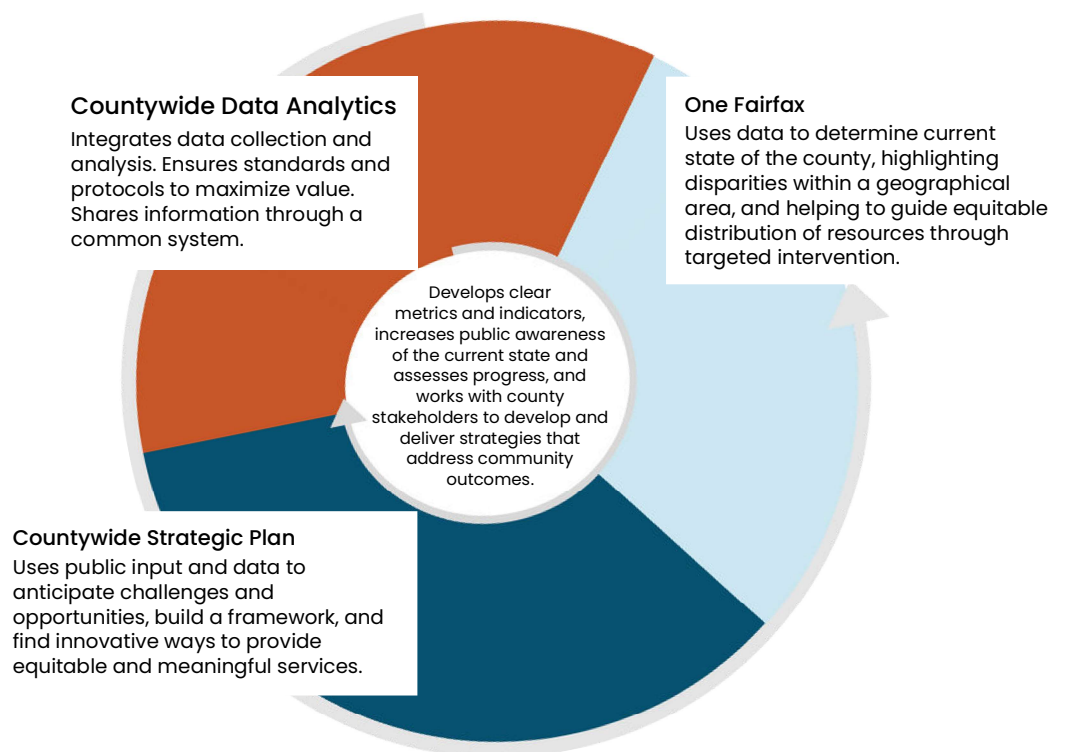 Countywide Data Analytics
Integrates data collection and
analysis. Ensures standards and
protocols to maximize value.
Shares information through a
common system.
One Fairfax
Uses data to determine current
state of the county, highlighting
disparities within a geographical
area, and helping to guide equitable
distribution of resources through
targeted intervention.
Develops clear
metrics and indicators,
increases public awareness
of the current state and
assesses progress, and
works with county
stakeholders to develop and
deliver strategies that
address community
outcomes.
Countywide Strategic Plan
Uses public input and data to
anticipate challenges and
opportunities, build a framework, and
find innovative ways to provide
equitable and meaningful services.